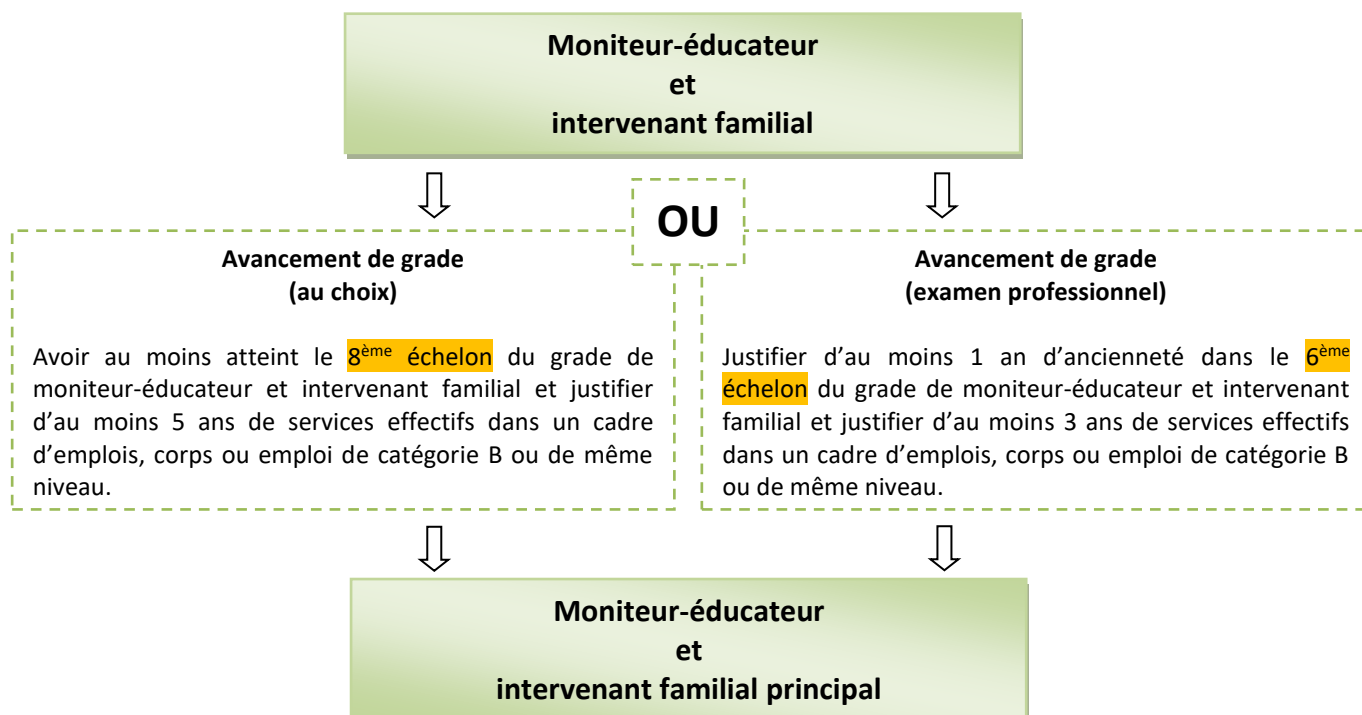 Moniteur-éducateur
et
intervenant familial
OU
Avancement de grade
(au choix)
Avoir au moins atteint le 8ème échelon du grade de
moniteur-éducateur et intervenant familial et justifier
d’au moins 5 ans de services effectifs dans un cadre
d’emplois, corps ou emploi de catégorie B ou de même
niveau.
Avancement de grade
(examen professionnel)
Justifier d’au moins 1 an d’ancienneté dans le 6ème
échelon du grade de moniteur-éducateur et intervenant
familial et justifier d’au moins 3 ans de services effectifs
dans un cadre d’emplois, corps ou emploi de catégorie B
ou de même niveau.
Moniteur-éducateur
et
intervenant familial principal